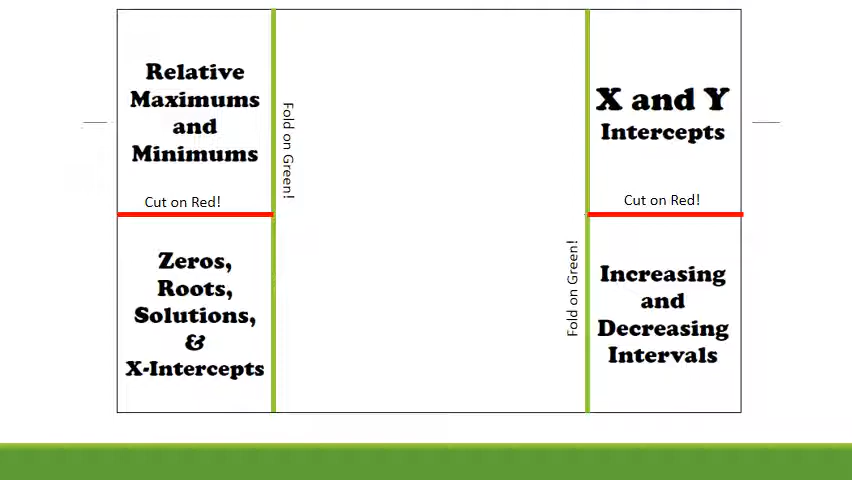 Relative
Maximums
and
Minimums
Cut on Red!
Zeros,
Roots,
Solutions,
&
X-Intercepts
Fold on Green!
Fold on Green!
X and Y
Intercepts
Cut on Red!
Increasing
and
Decreasing
Intervals